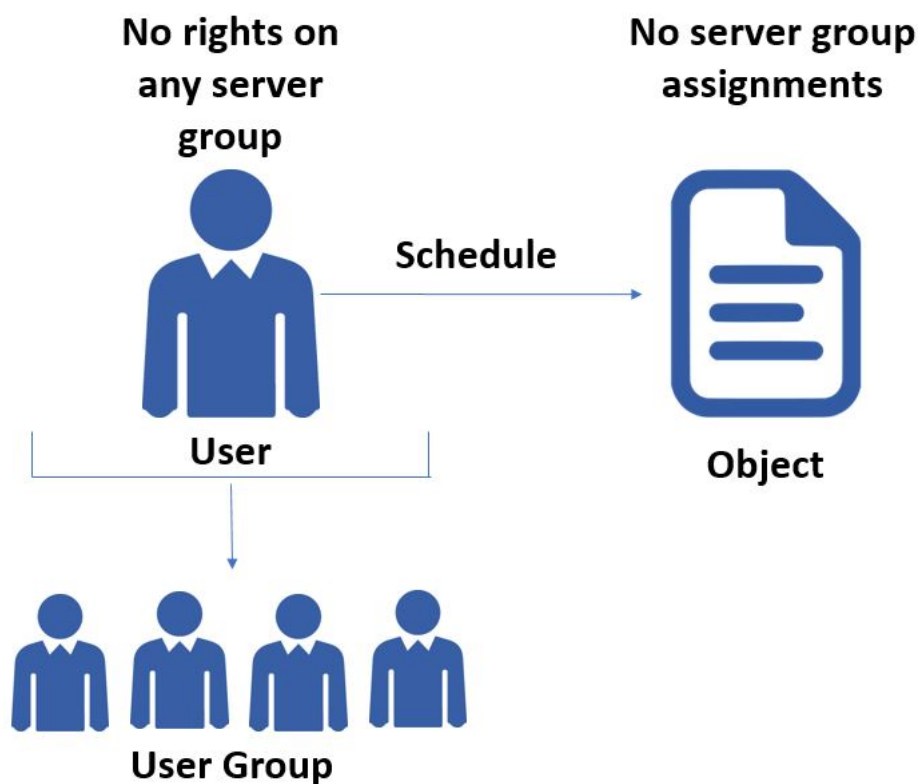 No rights on
any server
group
No server group
assignments
Schedule
User
Object
User Group